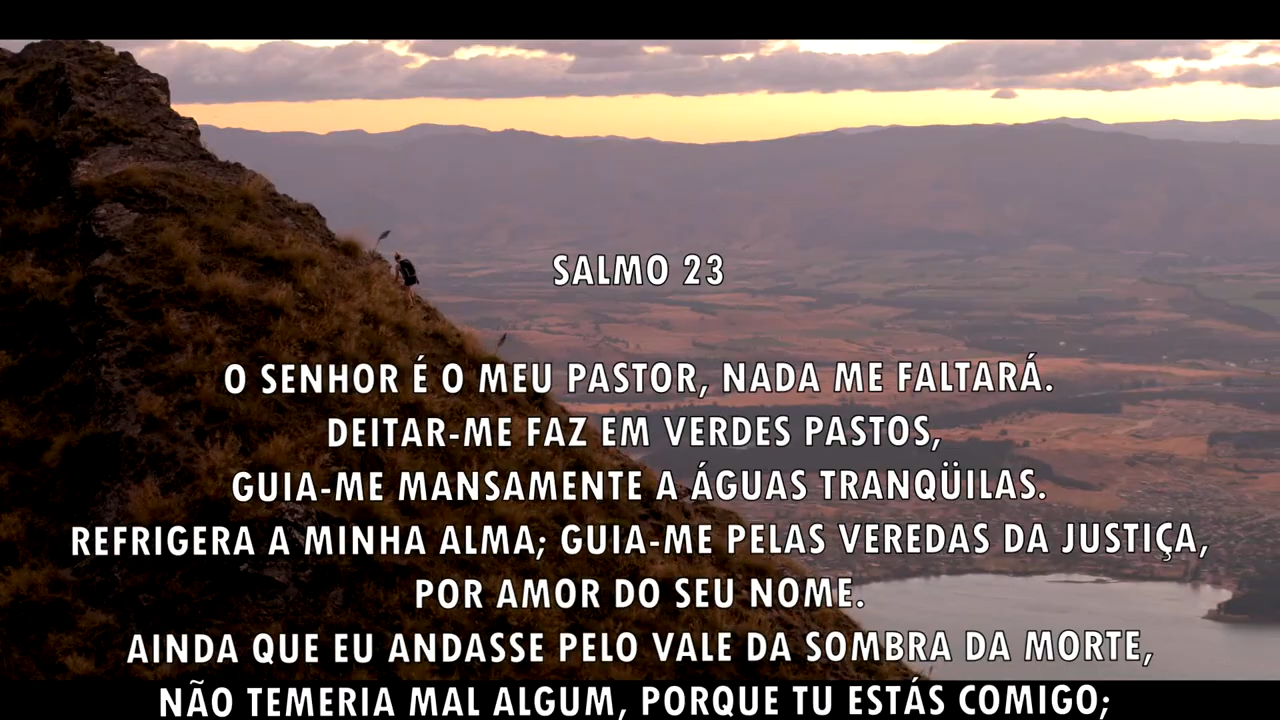 SALMO 23
O SENHOR É O MEU PASTOR, NADA ME FALTARÁ.
DEITAR-ME FAZ EM VERDES PASTOS,
GUIA-ME MANSAMENTE A ÁGUAS TRANQÜILAS.
REFRIGERA A MINHA ALMA; GUIA-ME PELAS VEREDAS DA JUSTIÇA,
POR AMOR DO SEU NOME.
AINDA QUE EU ANDASSE PELO VALE DA SOMBRA DA MORTE,
NÃO TEMERIA MAL ALGUM, PORQUE TU ESTÁS COMIGO;